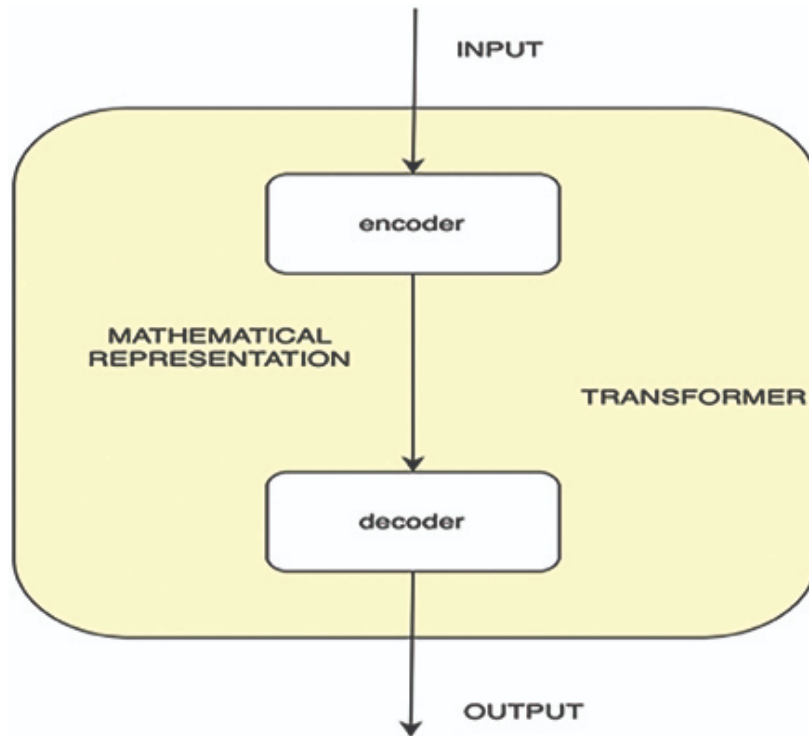 INPUT
encoder
MATHEMATICAL
REPRESENTATION
TRANSFORMER
decoder
OUTPUT